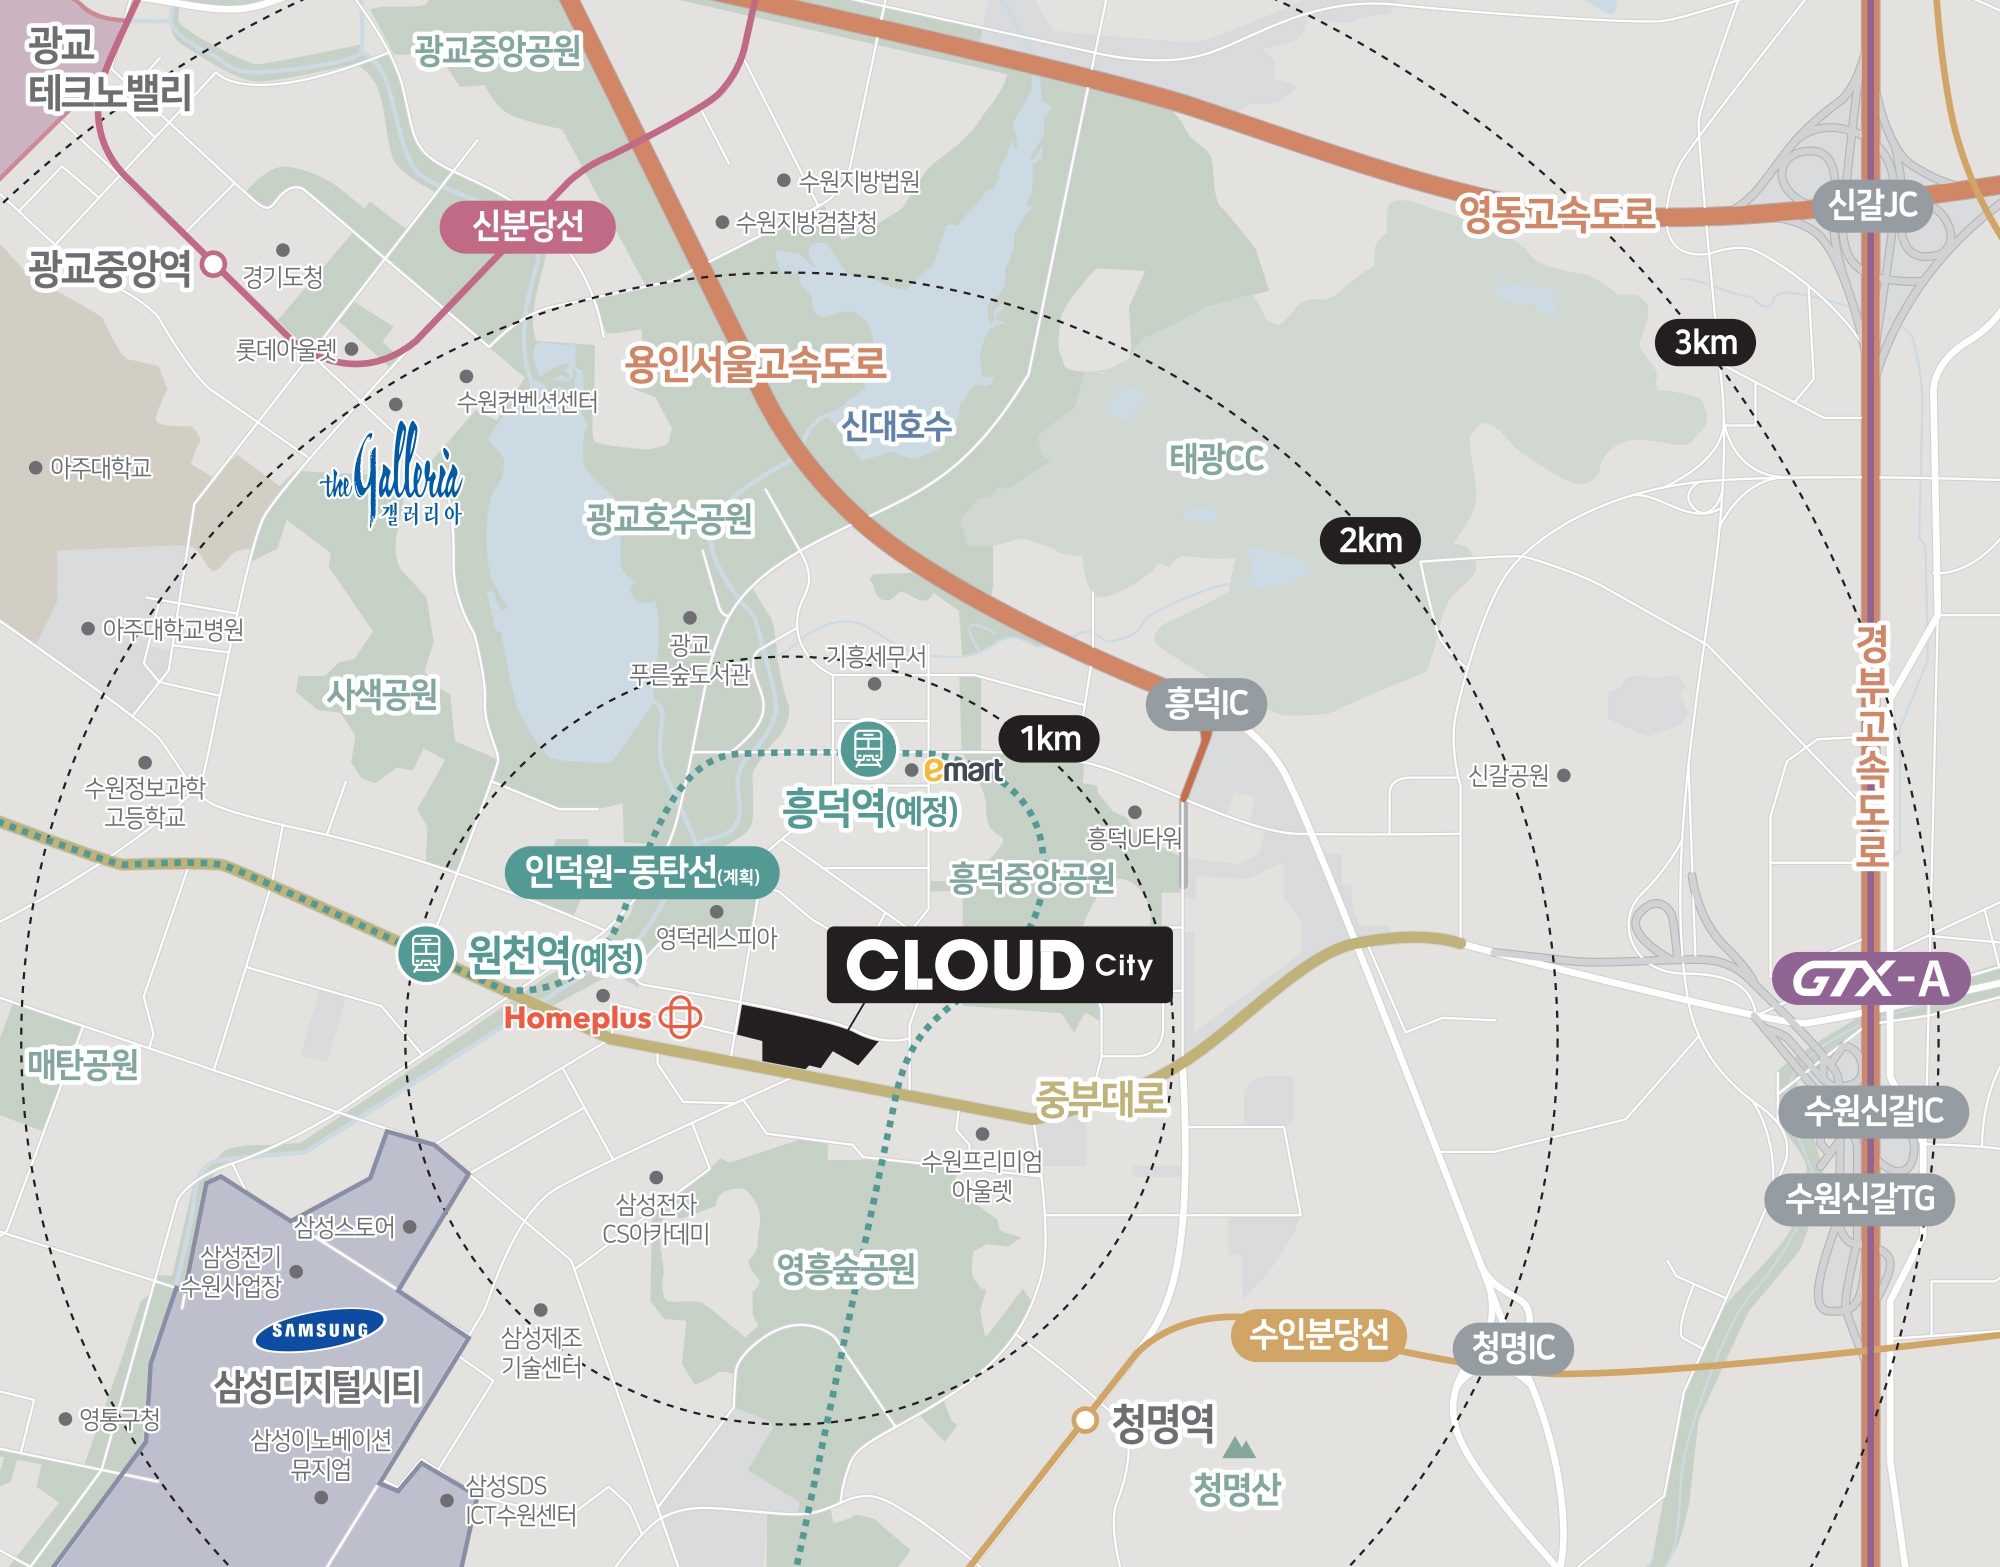 광교
테크노밸리
광교중앙공원
수원지방법원
수원지방검찰청
영동고속도로
신갈JC
신분당선
광교중앙역
경기도청
롯데아울렛
용인서울고속도로
3km
수원컨벤션센터
신대호수
태광CC
아주대학교
the Galleria
갤러리아
광교호수공원
2km
아주대학교병원
광교
푸른숲도서관
기흥세무서
경부고속도로
사색공원
흥덕IC
1km
수원정보과학
고등학교
emart
신갈공원
흥덕역(예정)
흥덕U타워
인덕원-동탄선(계획)
흥덕중앙공원
영덕레스피아
원천역(예정)
CLOUD City
GTX-A
Homeplus
매탄공원
중부대로
수원신갈IC
수원프리미엄
아울렛
삼성전자
CS아카데미
수원신갈TG
삼성스토어
삼성전기
수원사업장
영흥숲공원
SAMSUNG
삼성디지털시티
삼성제조
기술센터
수인분당선
청명IC
영통구청
삼성이노베이션
뮤지엄
청명역
청명산
삼성SDS
ICT수원센터